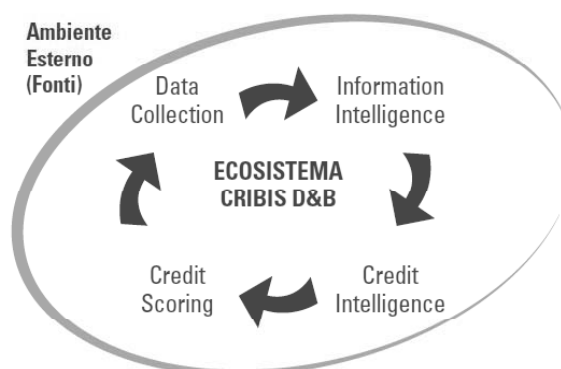 Ambiente
Esterno
(Fonti)
Data
Collection
Information
Intelligence
ECOSISTEMA
CRIBIS D&B
Credit
Scoring
Credit
Intelligence